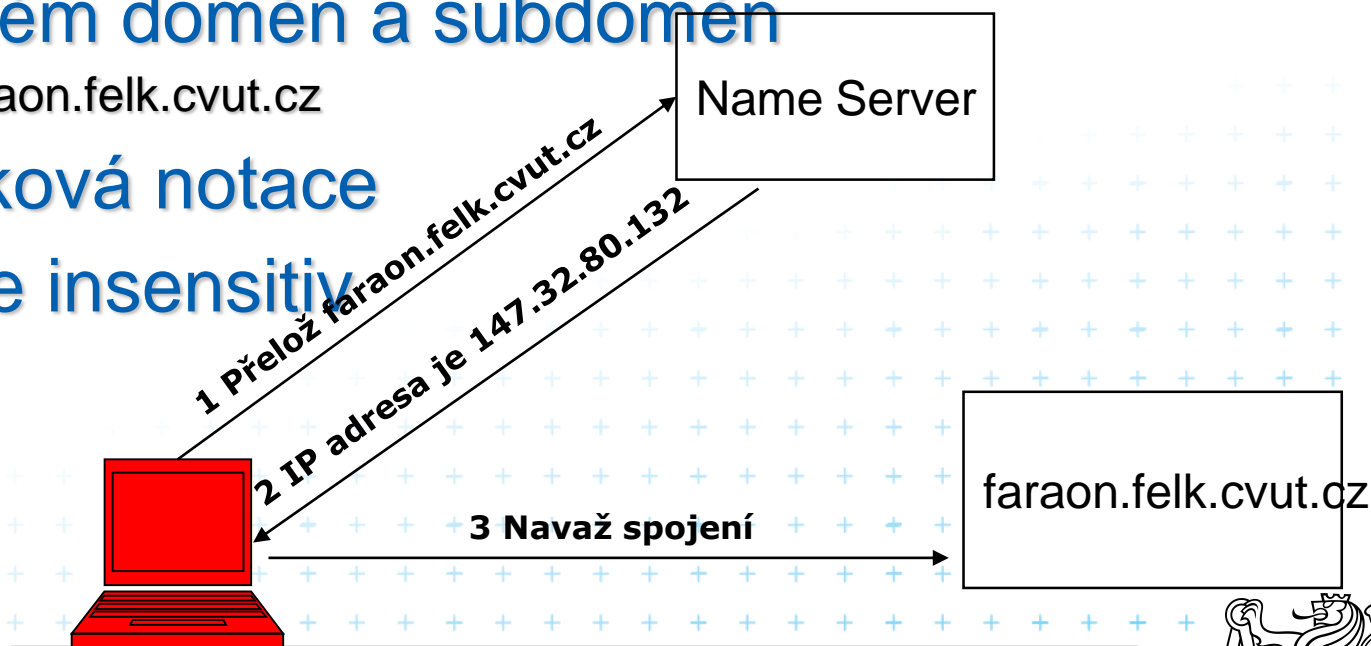 ém domén a subdomén
aon.felk.cvut.cz
ková notace
e insensitiv
Name Server
1 Přelož faraon.felk.cvut.cz
2 IP adresa je 147.32.80.132
3 Navaž spojení
faraon.felk.cvut.cz